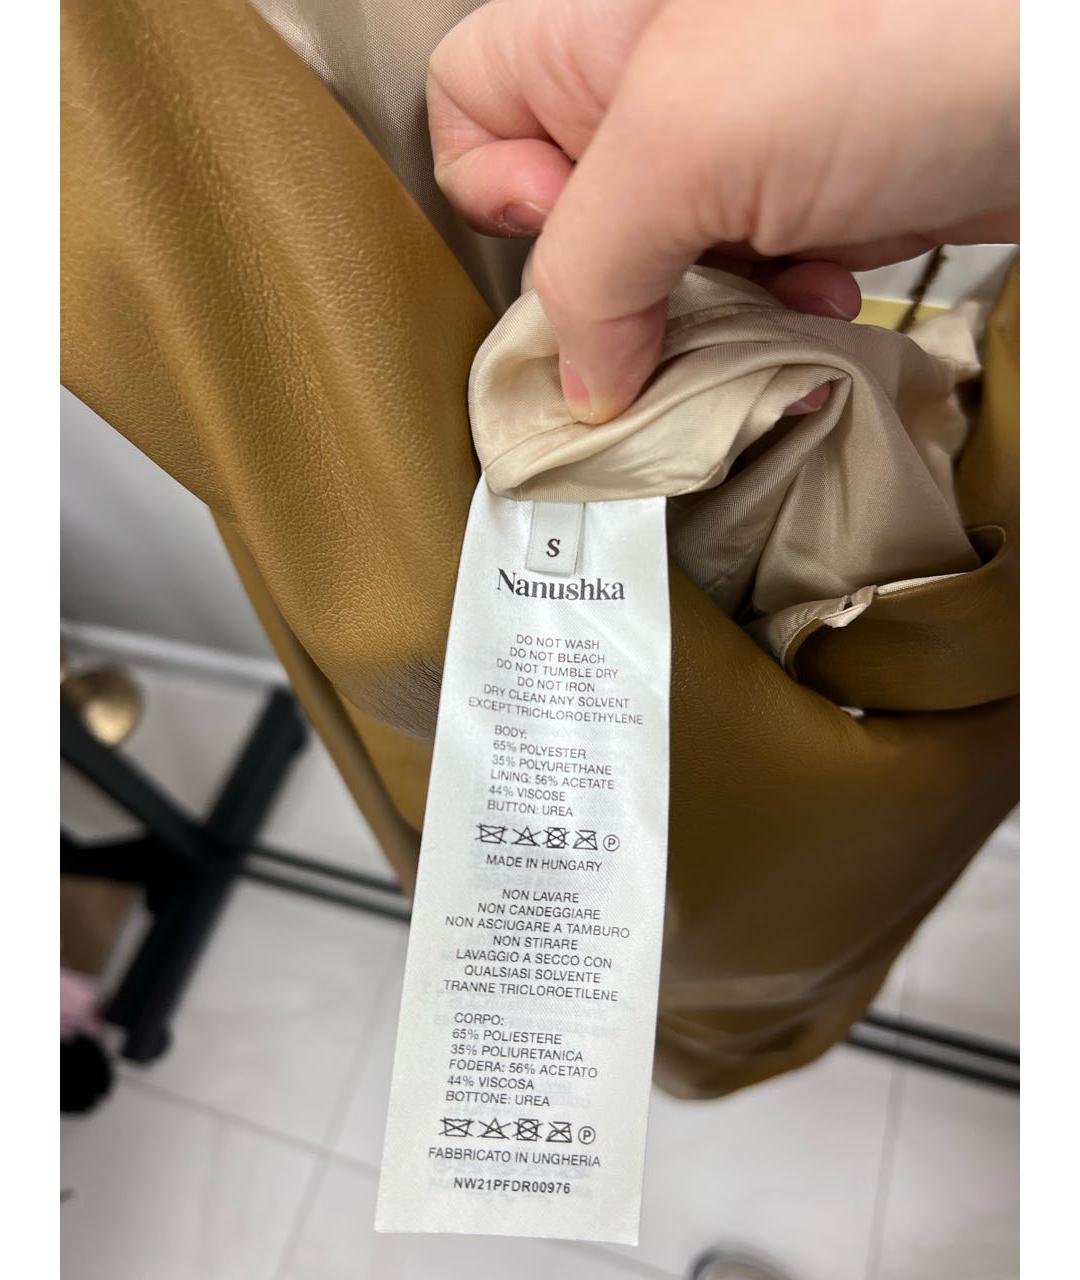 S
Nanushka
DO NOT WASH
DO NOT BLEACH
DO NOT TUMBLE DRY
DO NOT IRON
DRY CLEAN ANY SOLVENT
EXCEPT TRICHLOROETHYLENE
BODY:
65% POLYESTER
35% POLYURETHANE
LINING: 56% ACETATE
44% VISCOSE
BUTTON: UREA
P
MADE IN HUNGARY
NON LAVARE
NON CANDEGGIARE
NON ASCIUGARE A TAMBURO
NON STIRARE
LAVAGGIO A SECCO CON
QUALSIASI SOLVENTE
TRANNE TRICLOROETILENE
CORPO:
65% POLIESTERE
35% POLIURETANICA
FODERA: 56% ACETATO
44% VISCOSA
BOTTONE: UREA
P
FABBRICATO IN UNGHERIA
NW21PFDR00976